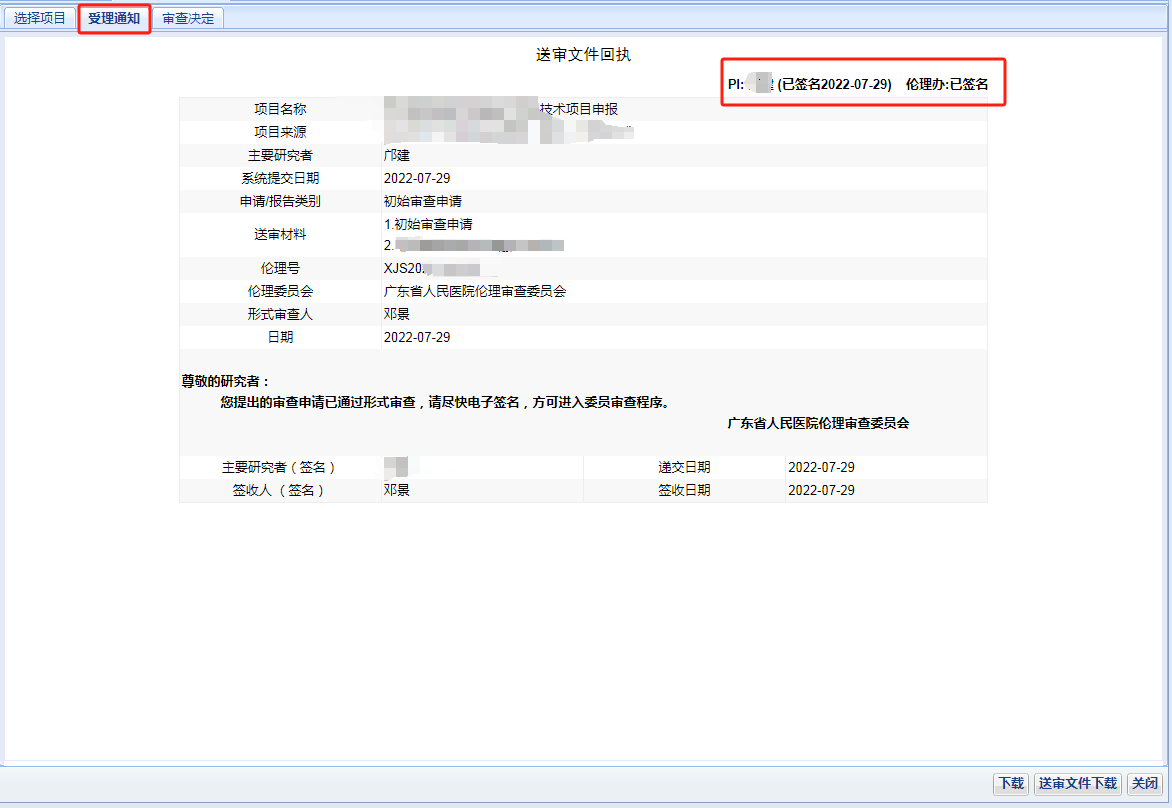 选择项目 受理通知 审查决定
送审文件回执
PI: (已签名2022-07-29) 伦理办:已签名
项目名称 技术项目申报
项目来源
主要研究者 邝建
系统提交日期 2022-07-29
申请/报告类别 初始审查申请
送审材料 1.初始审查申请
2.
伦理号 XJS202
伦理委员会 广东省人民医院伦理审查委员会
形式审查人 邓景
日期 2022-07-29
尊敬的研究者：
您提出的审查申请已通过形式审查，请尽快电子签名，方可进入委员审查程序。
广东省人民医院伦理审查委员会
主要研究者（签名） 递交日期 2022-07-29
签收人 （签名） 邓景 签收日期 2022-07-29
下载 送审文件下载 关闭